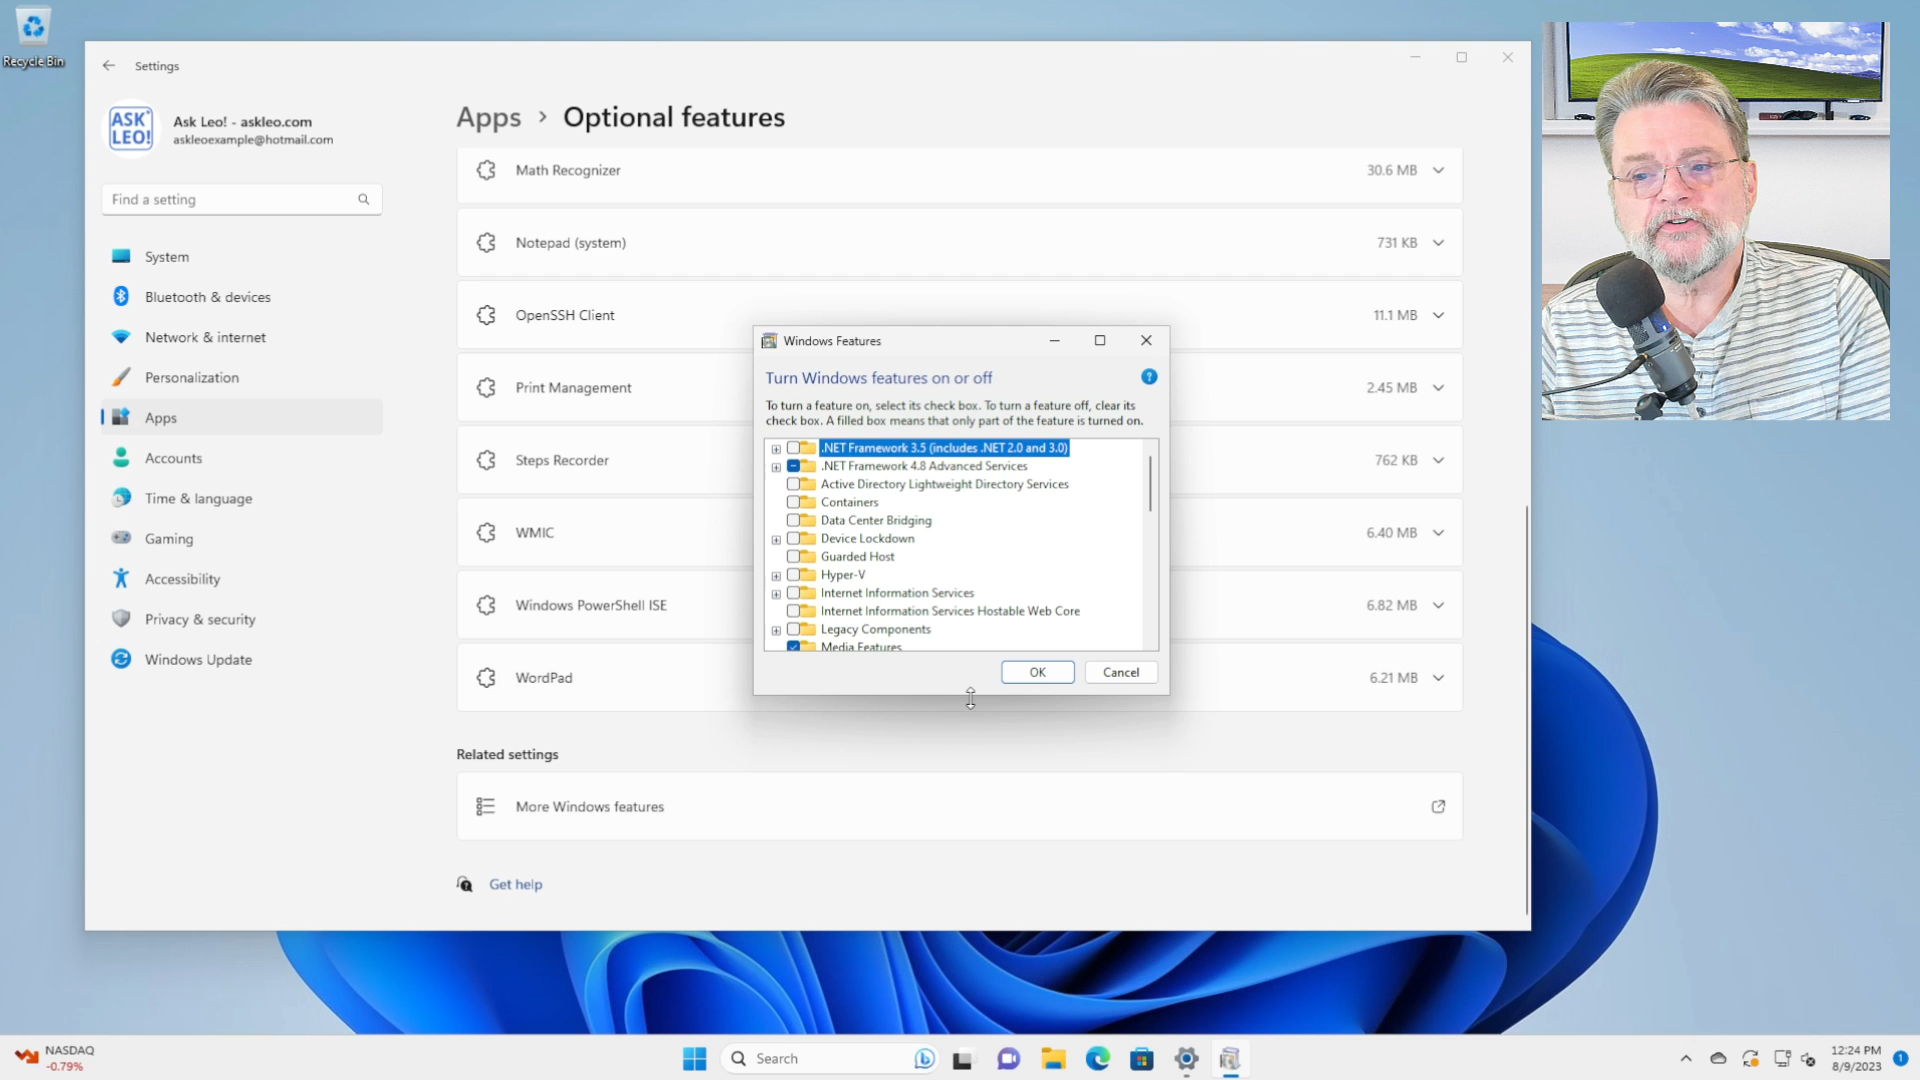 Recycle Bin
Settings
ASK
LEO!
Ask Leo! - askleo.com
askleoexample@hotmail.com
Find a setting
System
Bluetooth & devices
Network & internet
Personalization
Apps
Accounts
Time & language
Gaming
Accessibility
Privacy & security
Windows Update
Apps > Optional features
Math Recognizer 30.6 MB
Notepad (system) 731 KB
OpenSSH Client 11.1 MB
Print Management 2.45 MB
Steps Recorder 762 KB
WMIC 6.40 MB
Windows PowerShell ISE 6.82 MB
WordPad 6.21 MB
Related settings
More Windows features
Get help
Windows Features
Turn Windows features on or off
To turn a feature on, select its check box. To turn a feature off, clear its
check box. A filled box means that only part of the feature is turned on.
.NET Framework 3.5 (includes .NET 2.0 and 3.0)
.NET Framework 4.8 Advanced Services
Active Directory Lightweight Directory Services
Containers
Data Center Bridging
Device Lockdown
Guarded Host
Hyper-V
Internet Information Services
Internet Information Services Hostable Web Core
Legacy Components
Media Features
OK
Cancel
NASDAQ
-0.79%
Search
12:24 PM
8/9/2023
1